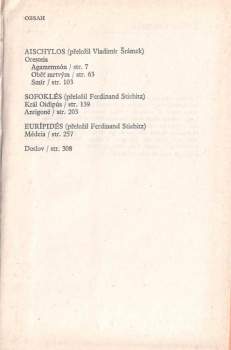 OBSAH
AISCHYLOS (přeložil Vladimír Šrámek)
Oresteia
Agamemnón / str. 7
Oběť mrtvým / str. 63
Smír / str. 103
SOFOKLÉS (přeložil Ferdinand Stiebitz)
Král Oidipús / str. 139
Antigoné / str. 203
EURÍPIDÉS (přeložil Ferdinand Stiebitz)
Médeia / str. 257
Doslov / str. 308